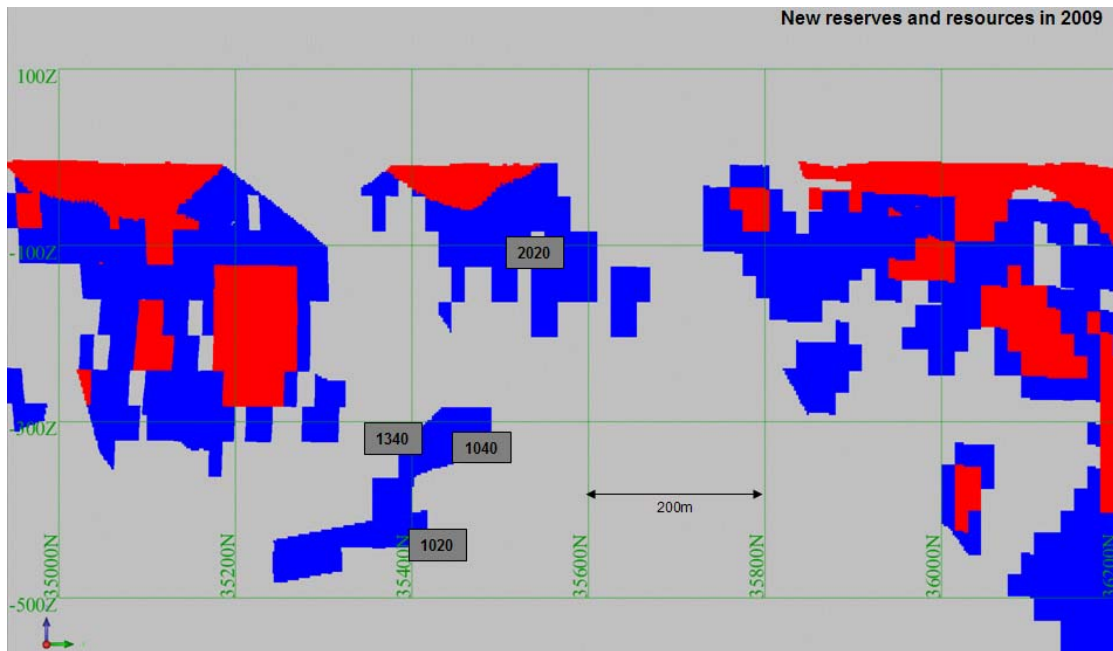 New reserves and resources in 2009
100Z
-100Z
2020
-300Z
1340
1040
200m
1020
35000N
35200N
35400N
35600N
35800N
36000N
36200N
-500Z